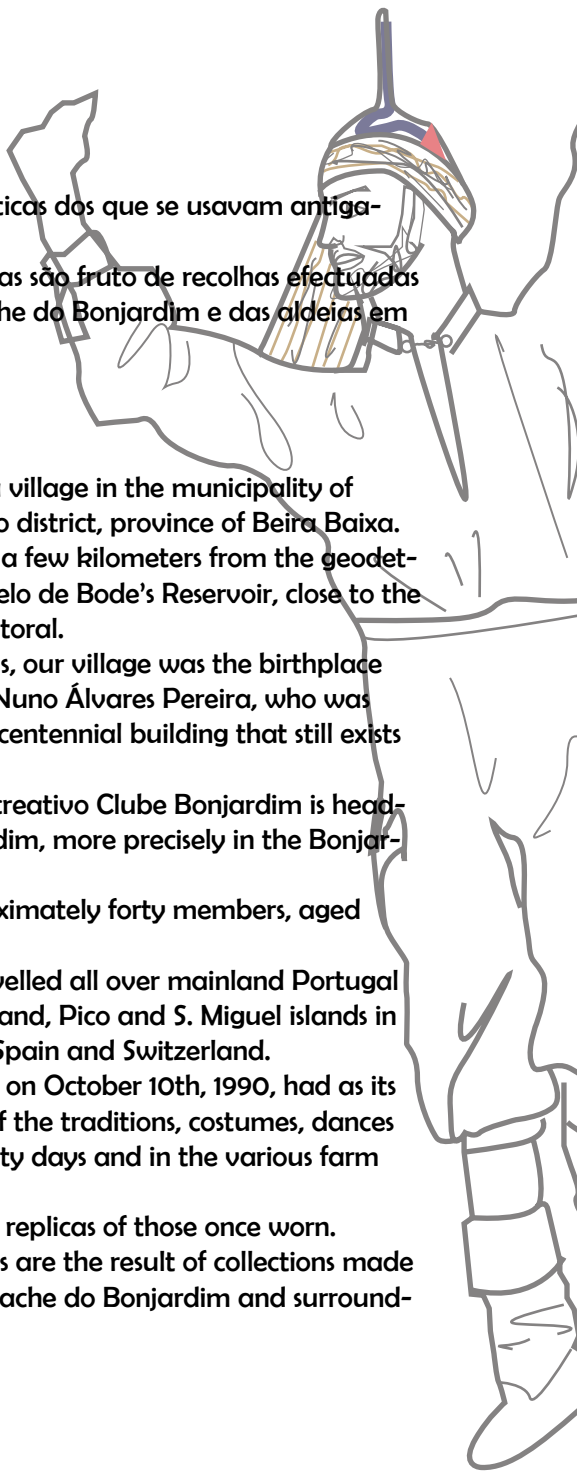 ticas dos que se usavam antiga-
as são fruto de recolhas efectuadas
he do Bonjardim e das aldeias em
village in the municipality of
o district, province of Beira Baixa.
a few kilometers from the geodet-
elo de Bode's Reservoir, close to the
toral.
s, our village was the birthplace
Nuno Álvares Pereira, who was
centennial building that still exists
creativo Clube Bonjardim is head-
dim, more precisely in the Bonjar-
ximately forty members, aged
velled all over mainland Portugal
and, Pico and S. Miguel islands in
Spain and Switzerland.
on October 10th, 1990, had as its
f the traditions, costumes, dances
ty days and in the various farm
replicas of those once worn.
s are the result of collections made
ache do Bonjardim and surround-